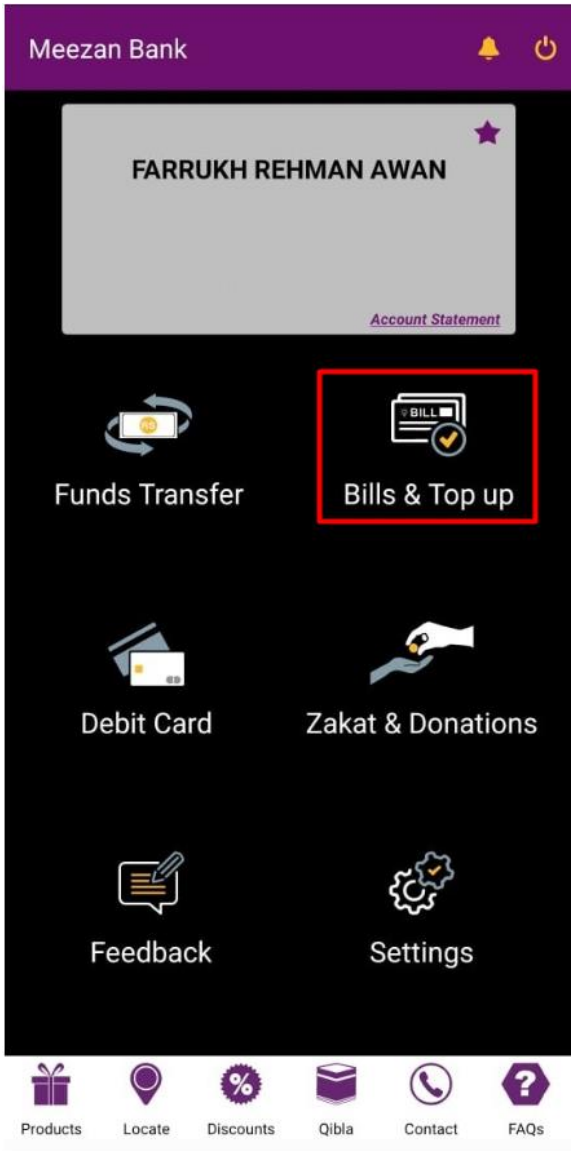 Meezan Bank
FARRUKH REHMAN AWAN
Account Statement
RS
BILL
Funds Transfer
Bills & Top up
Debit Card
Zakat & Donations
Feedback
Settings
%
?
Products
Locate
Discounts
Qibla
Contact
FAQs